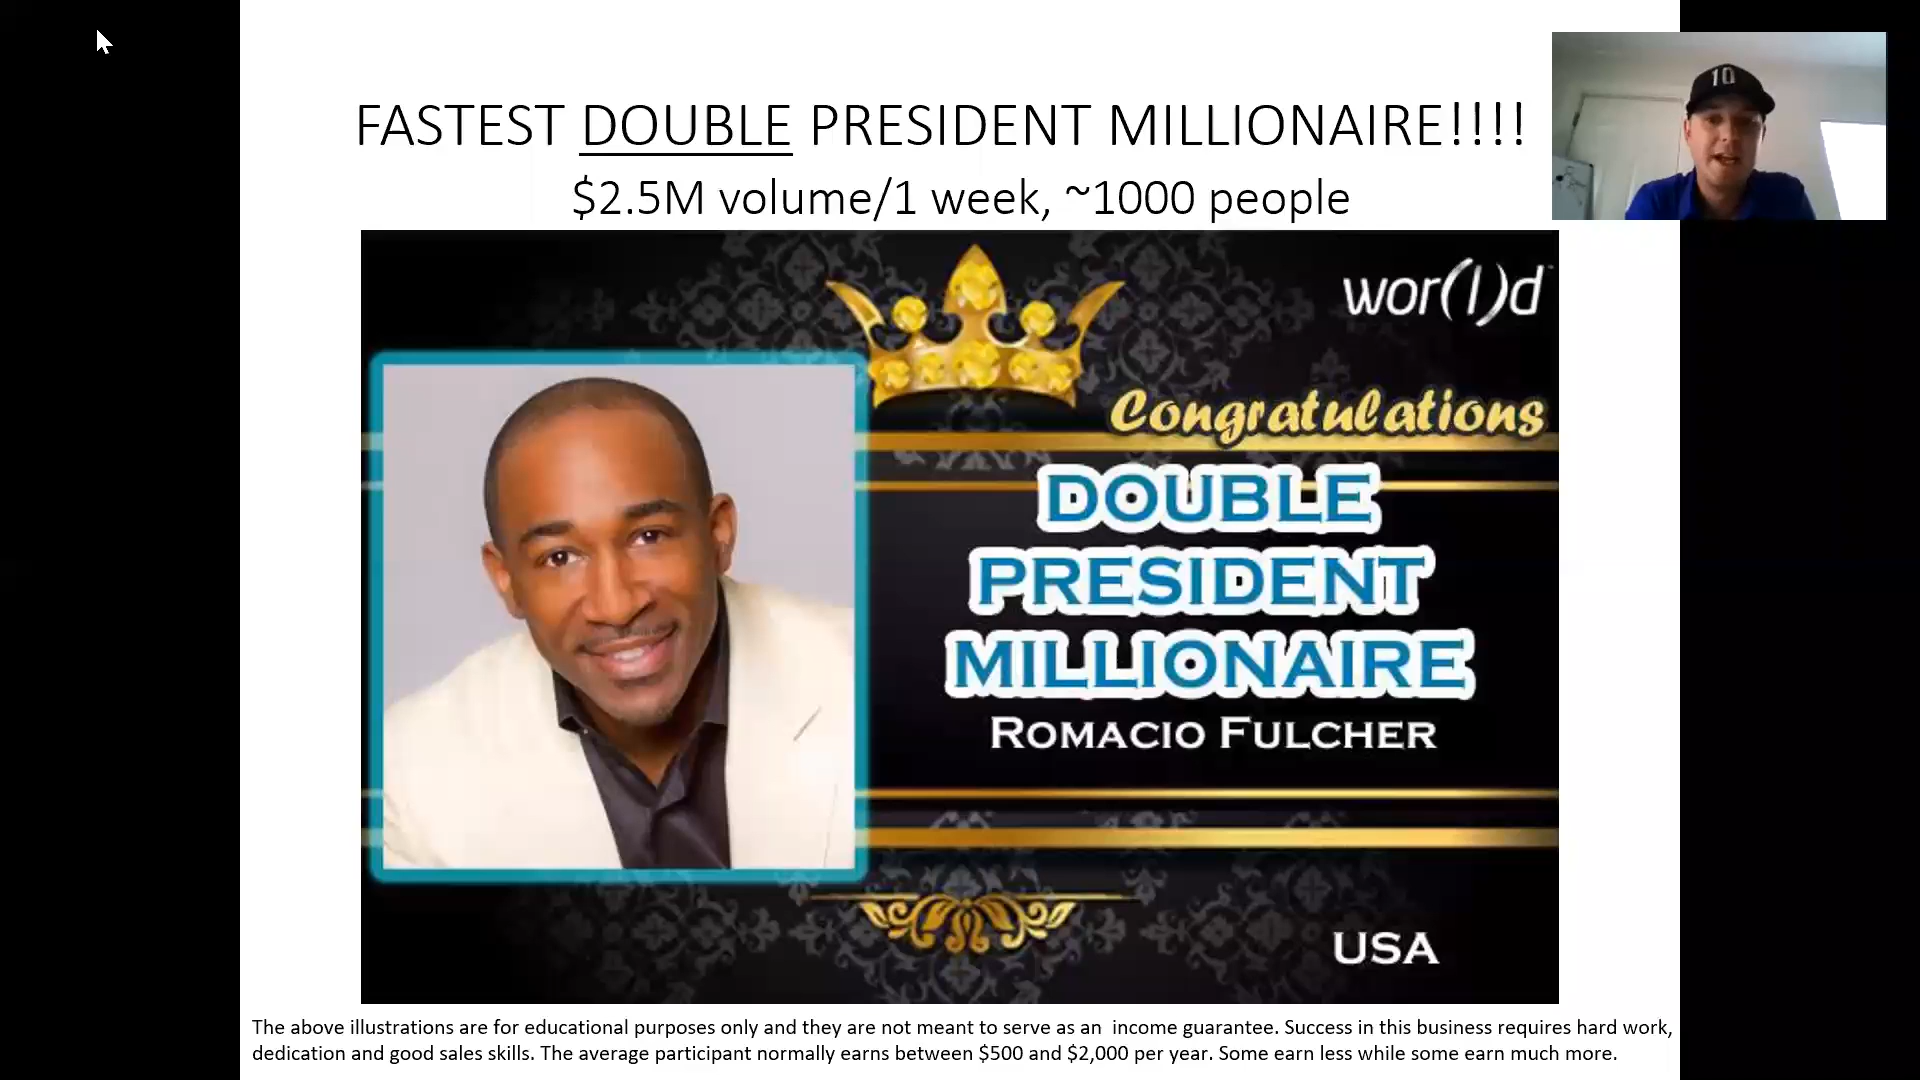 FASTEST DOUBLE PRESIDENT MILLIONAIRE!!!!
$2.5M volume/1 week, ~1000 people
10
wor(l)d
Congratulations
DOUBLE
PRESIDENT
MILLIONAIRE
ROMACIO FULCHER
USA
The above illustrations are for educational purposes only and they are not meant to serve as an income guarantee. Success in this business requires hard work,
dedication and good sales skills. The average participant normally earns between $500 and $2,000 per year. Some earn less while some earn much more.